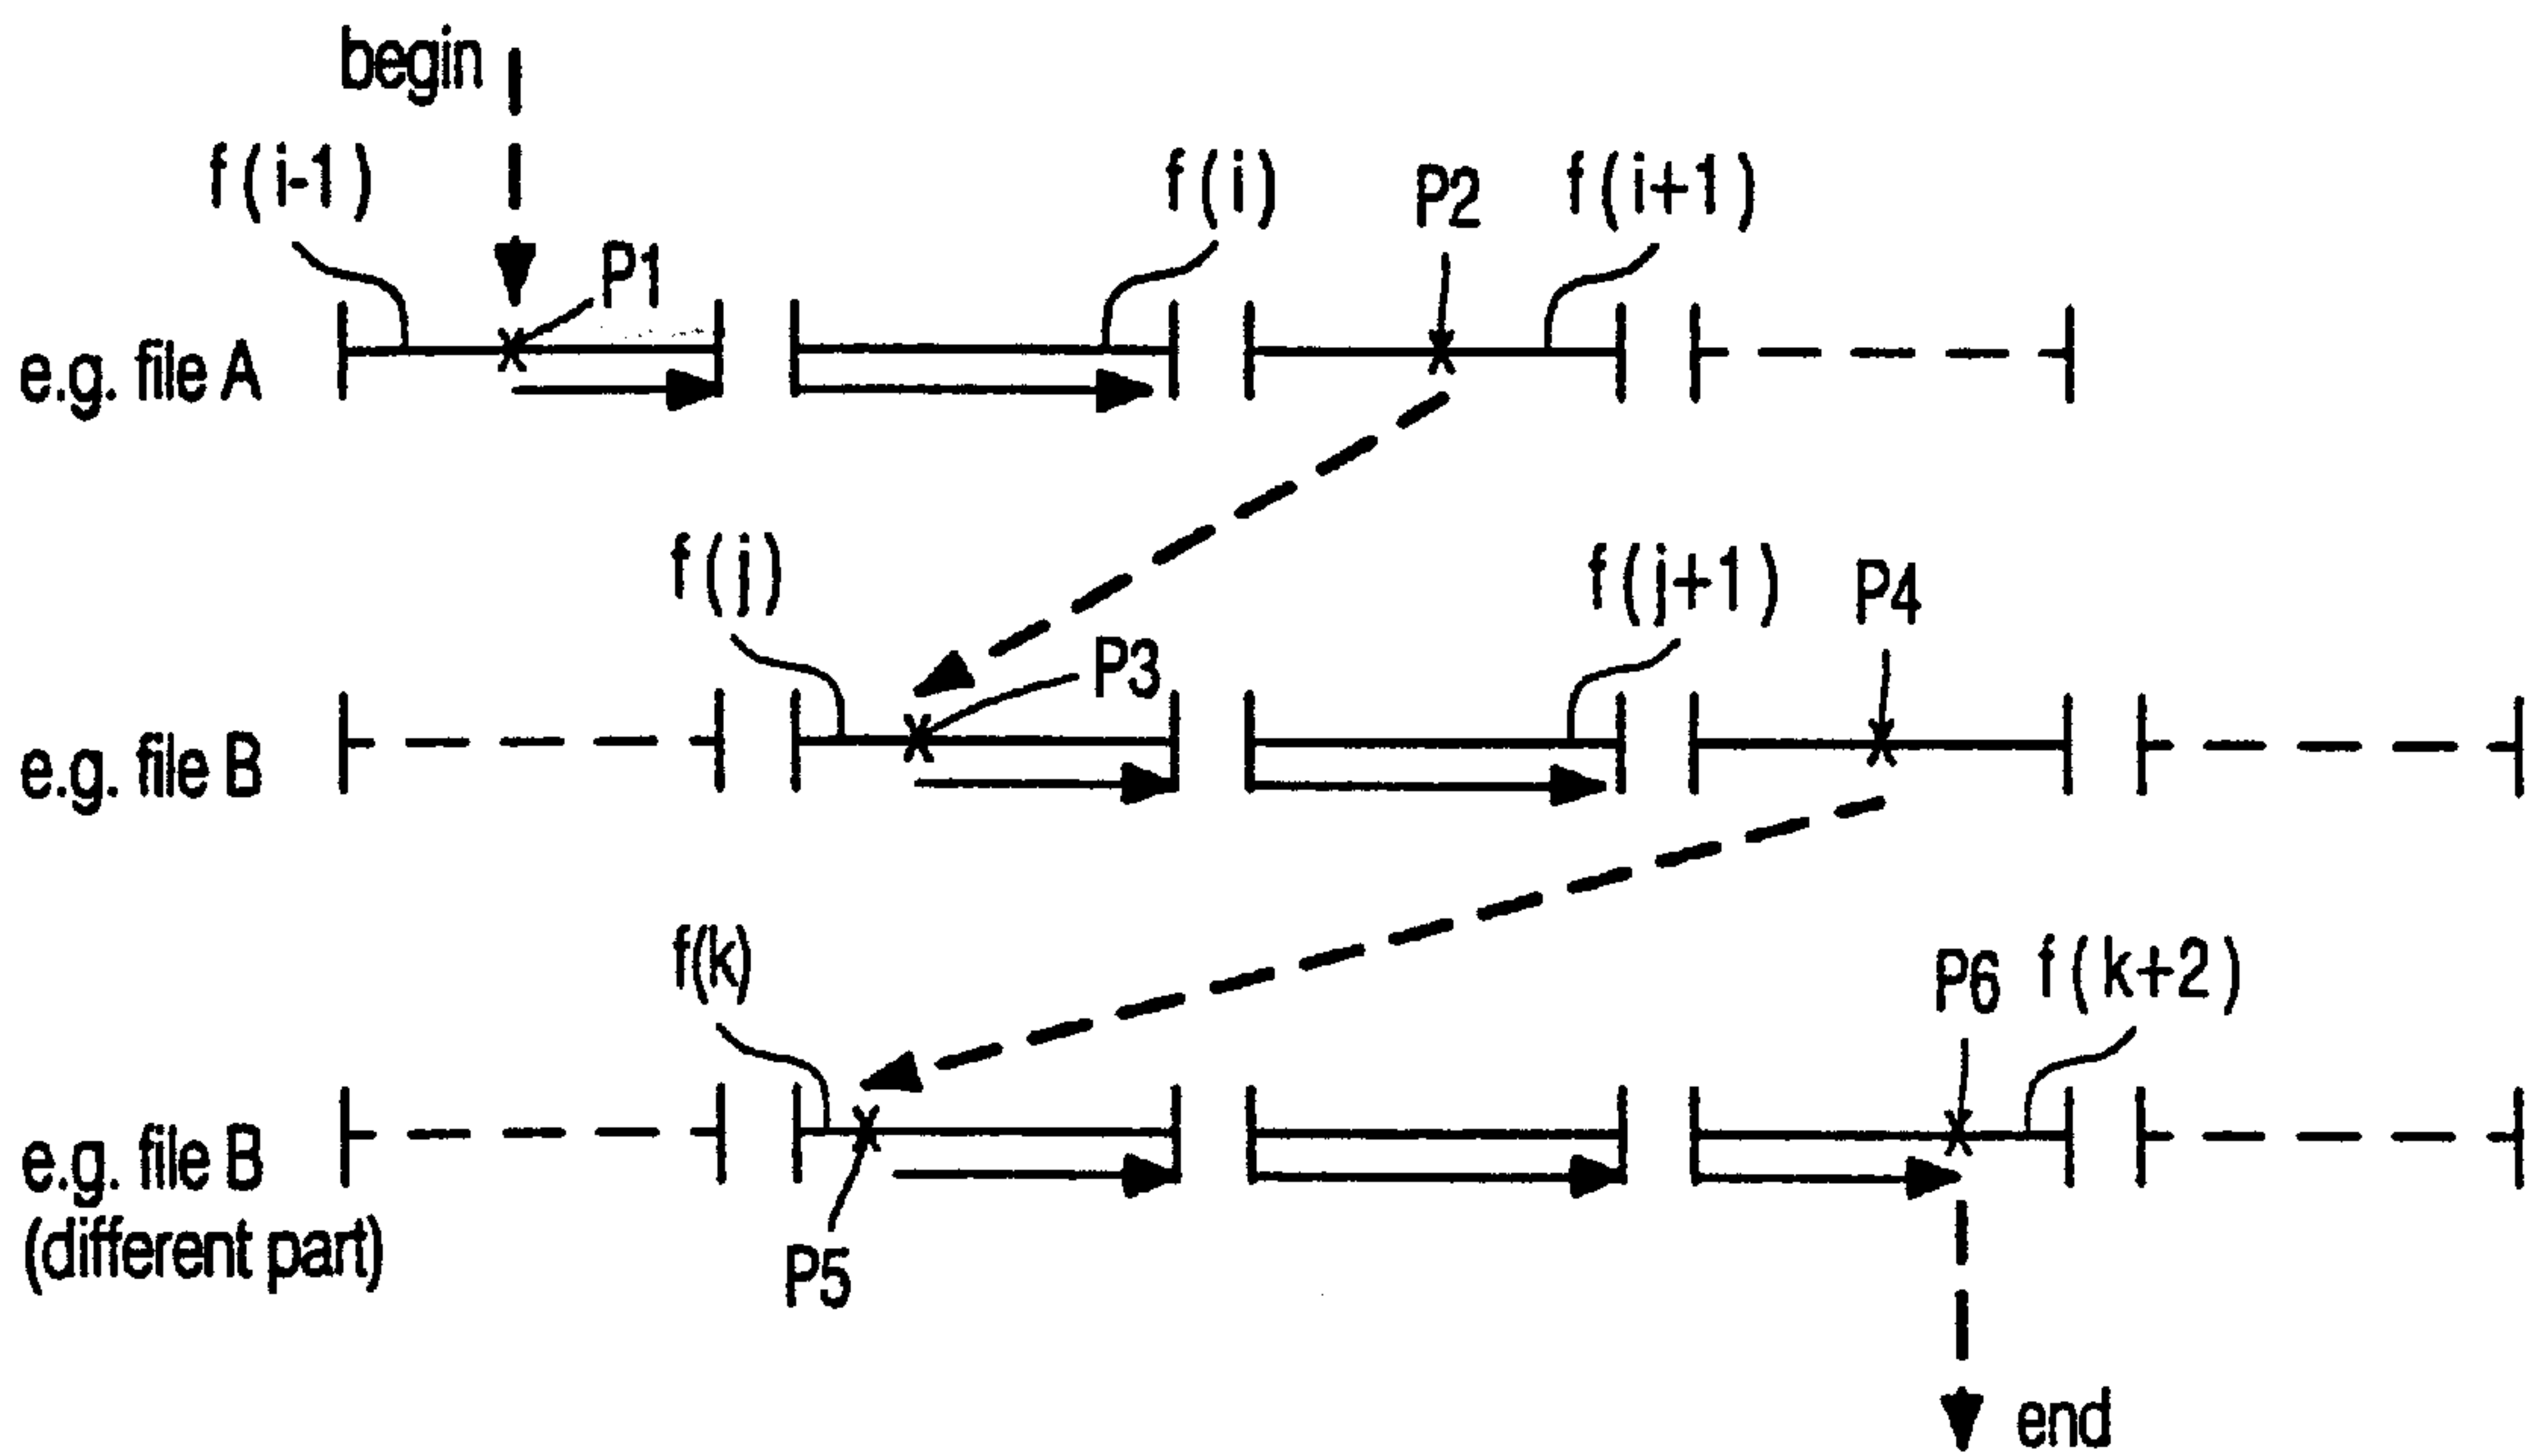 begin
f(i-1)
P1
f(i)
P2
f(i+1)
e.g. file A
f(j)
P3
f(j+1)
P4
e.g. file B
f(k)
P5
P6
f(k+2)
e.g. file B
(different part)
end